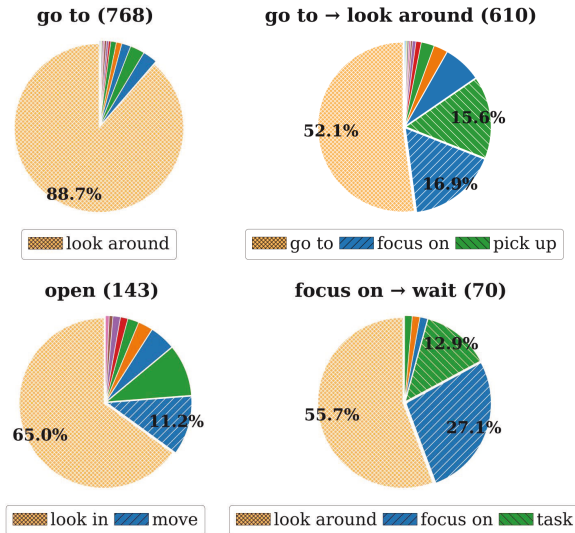 go to (768)
go to → look around (610)
88.7%
52.1%
15.6%
16.9%
look around
go to focus on pick up
open (143)
focus on → wait (70)
65.0%
11.2%
55.7%
12.9%
27.1%
look in move
look around focus on task